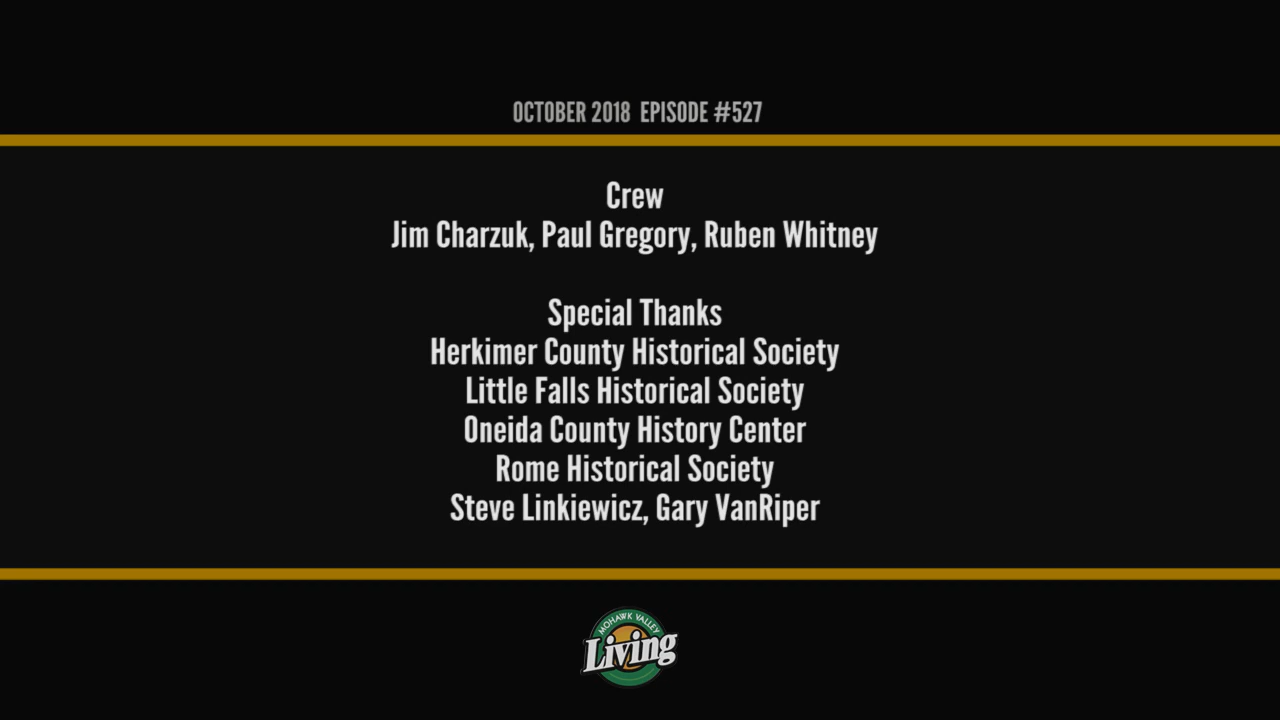 OCTOBER 2018 EPISODE #527
Crew
Jim Charzuk, Paul Gregory, Ruben Whitney
Special Thanks
Herkimer County Historical Society
Little Falls Historical Society
Oneida County History Center
Rome Historical Society
Steve Linkiewicz, Gary VanRiper
MOHAWK VALLEY
Living